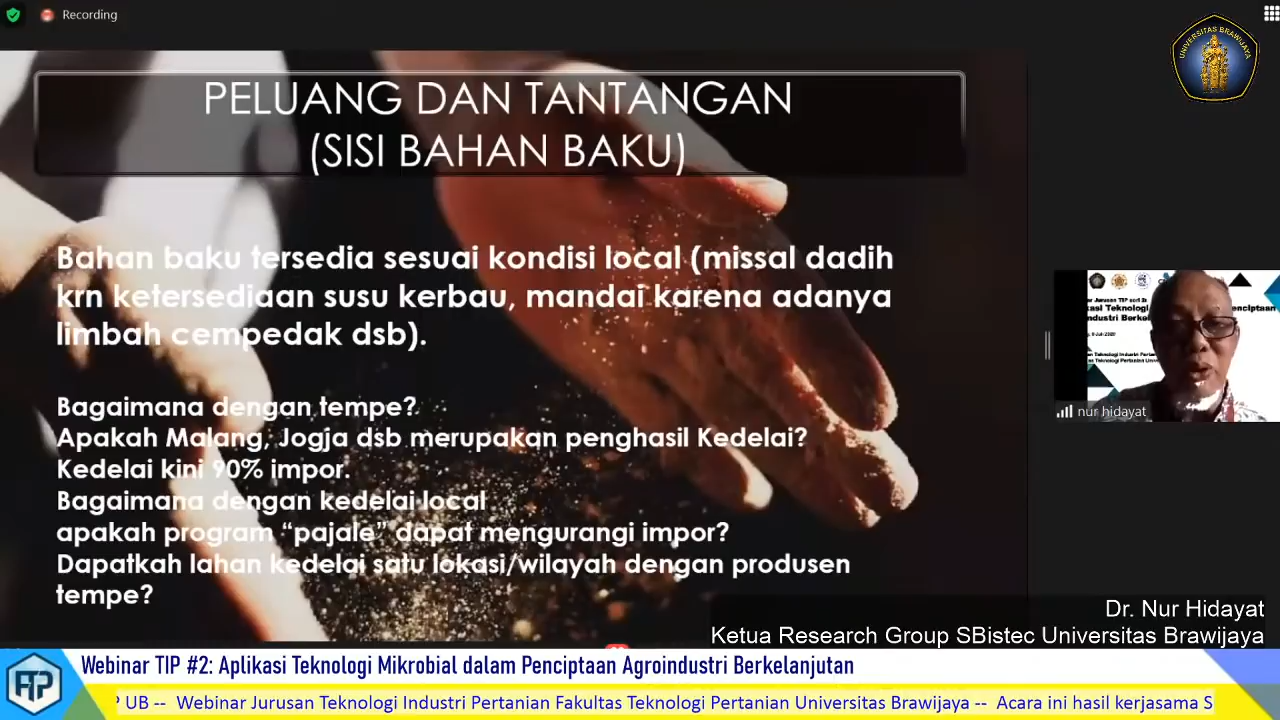 Recording
UNIVERSITAS BRAWIJAYA
PELUANG DAN TANTANGAN
(SISI BAHAN BAKU)
Bahan baku tersedia sesuai kondisi local (missal dadih
krn ketersediaan susu kerbau, mandai karena adanya
limbah cempedak dsb).
Bagaimana dengan tempe?
Apakah Malang, Jogja dsb merupakan penghasil Kedelai?
Kedelai kini 90% impor.
Bagaimana dengan kedelai local
apakah program “pajale” dapat mengurangi impor?
Dapatkah lahan kedelai satu lokasi/wilayah dengan produsen
tempe?
nur hidayat
Dr. Nur Hidayat
Ketua Research Group SBistec Universitas Brawijaya
Webinar TIP #2: Aplikasi Teknologi Mikrobial dalam Penciptaan Agroindustri Berkelanjutan
UB -- Webinar Jurusan Teknologi Industri Pertanian Fakultas Teknologi Pertanian Universitas Brawijaya -- Acara ini hasil kerjasama S